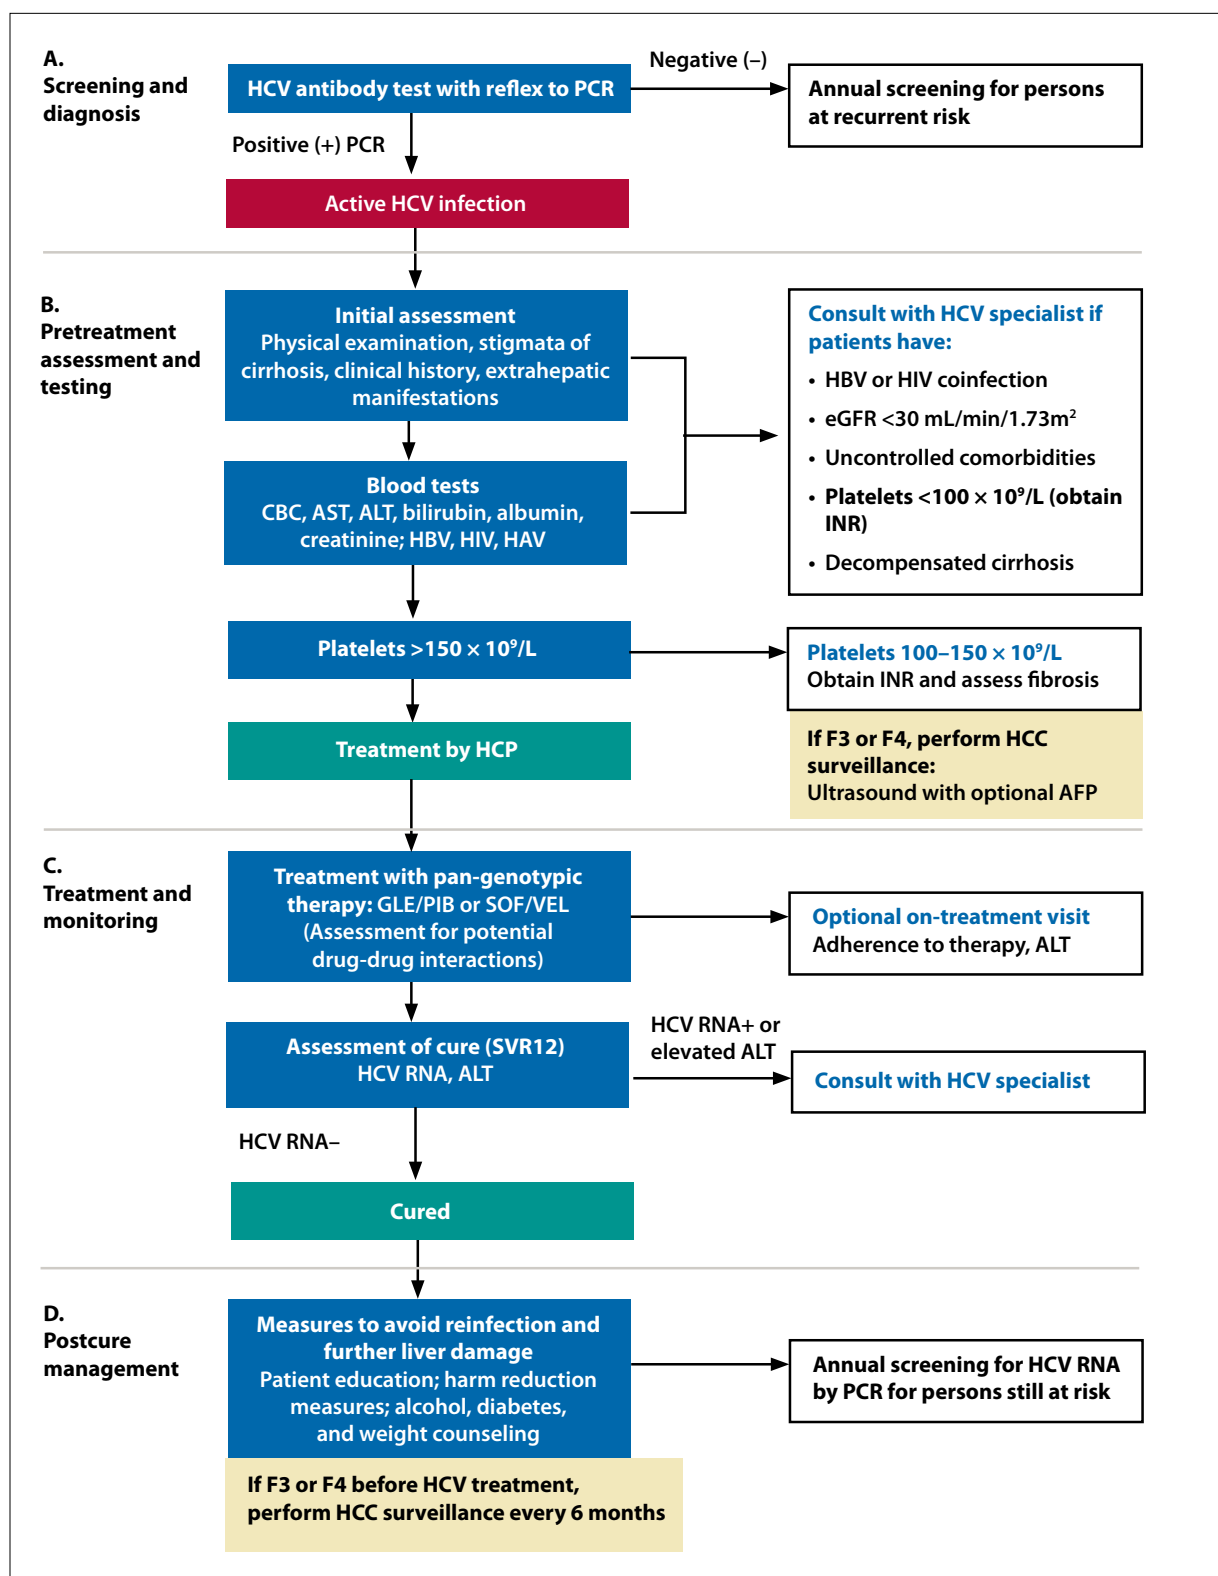 A.
Screening and
diagnosis
HCV antibody test with reflex to PCR
Negative (–)
Annual screening for persons
at recurrent risk
Positive (+) PCR
Active HCV infection
B.
Pretreatment
assessment and
testing
Initial assessment
Physical examination, stigmata of
cirrhosis, clinical history, extrahepatic
manifestations
Blood tests
CBC, AST, ALT, bilirubin, albumin,
creatinine; HBV, HIV, HAV
Consult with HCV specialist if
patients have:
• HBV or HIV coinfection
• eGFR <30 mL/min/1.73m²
• Uncontrolled comorbidities
• Platelets <100 × 10⁹/L (obtain
INR)
• Decompensated cirrhosis
Platelets >150 × 10⁹/L
Platelets 100–150 × 10⁹/L
Obtain INR and assess fibrosis
Treatment by HCP
If F3 or F4, perform HCC
surveillance:
Ultrasound with optional AFP
C.
Treatment and
monitoring
Treatment with pan-genotypic
therapy: GLE/PIB or SOF/VEL
(Assessment for potential
drug-drug interactions)
Optional on-treatment visit
Adherence to therapy, ALT
Assessment of cure (SVR12)
HCV RNA, ALT
HCV RNA+ or
elevated ALT
Consult with HCV specialist
HCV RNA–
Cured
D.
Postcure
management
Measures to avoid reinfection and
further liver damage
Patient education; harm reduction
measures; alcohol, diabetes,
and weight counseling
Annual screening for HCV RNA
by PCR for persons still at risk
If F3 or F4 before HCV treatment,
perform HCC surveillance every 6 months